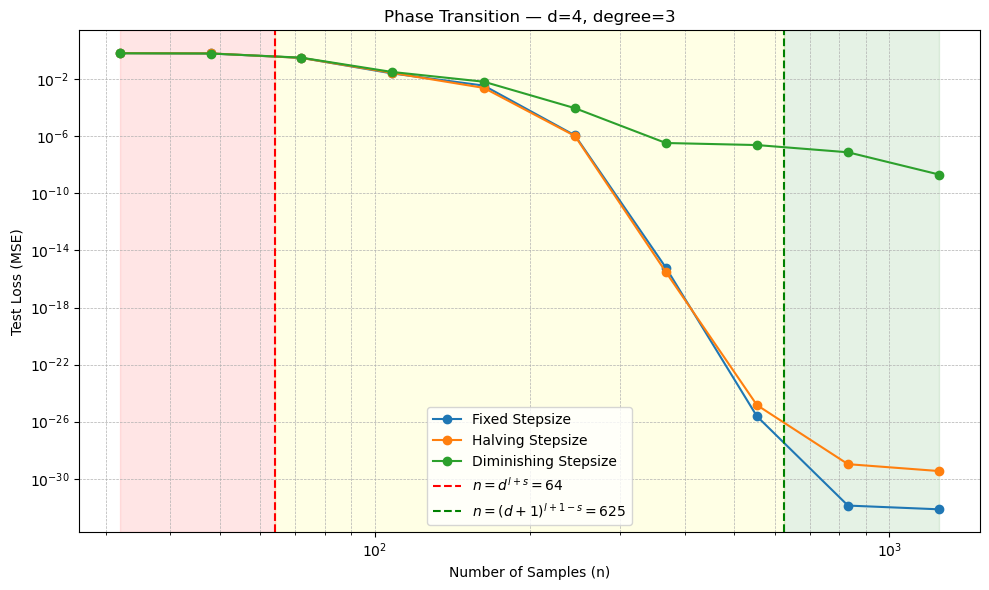 Phase Transition — d=4, degree=3
Test Loss (MSE)
10^{-2}
10^{-6}
10^{-10}
10^{-14}
10^{-18}
10^{-22}
10^{-26}
10^{-30}
Fixed Stepsize
Halving Stepsize
Diminishing Stepsize
n = d^{l+s} = 64
n = (d + 1)^{l+1-s} = 625
10^2
10^3
Number of Samples (n)